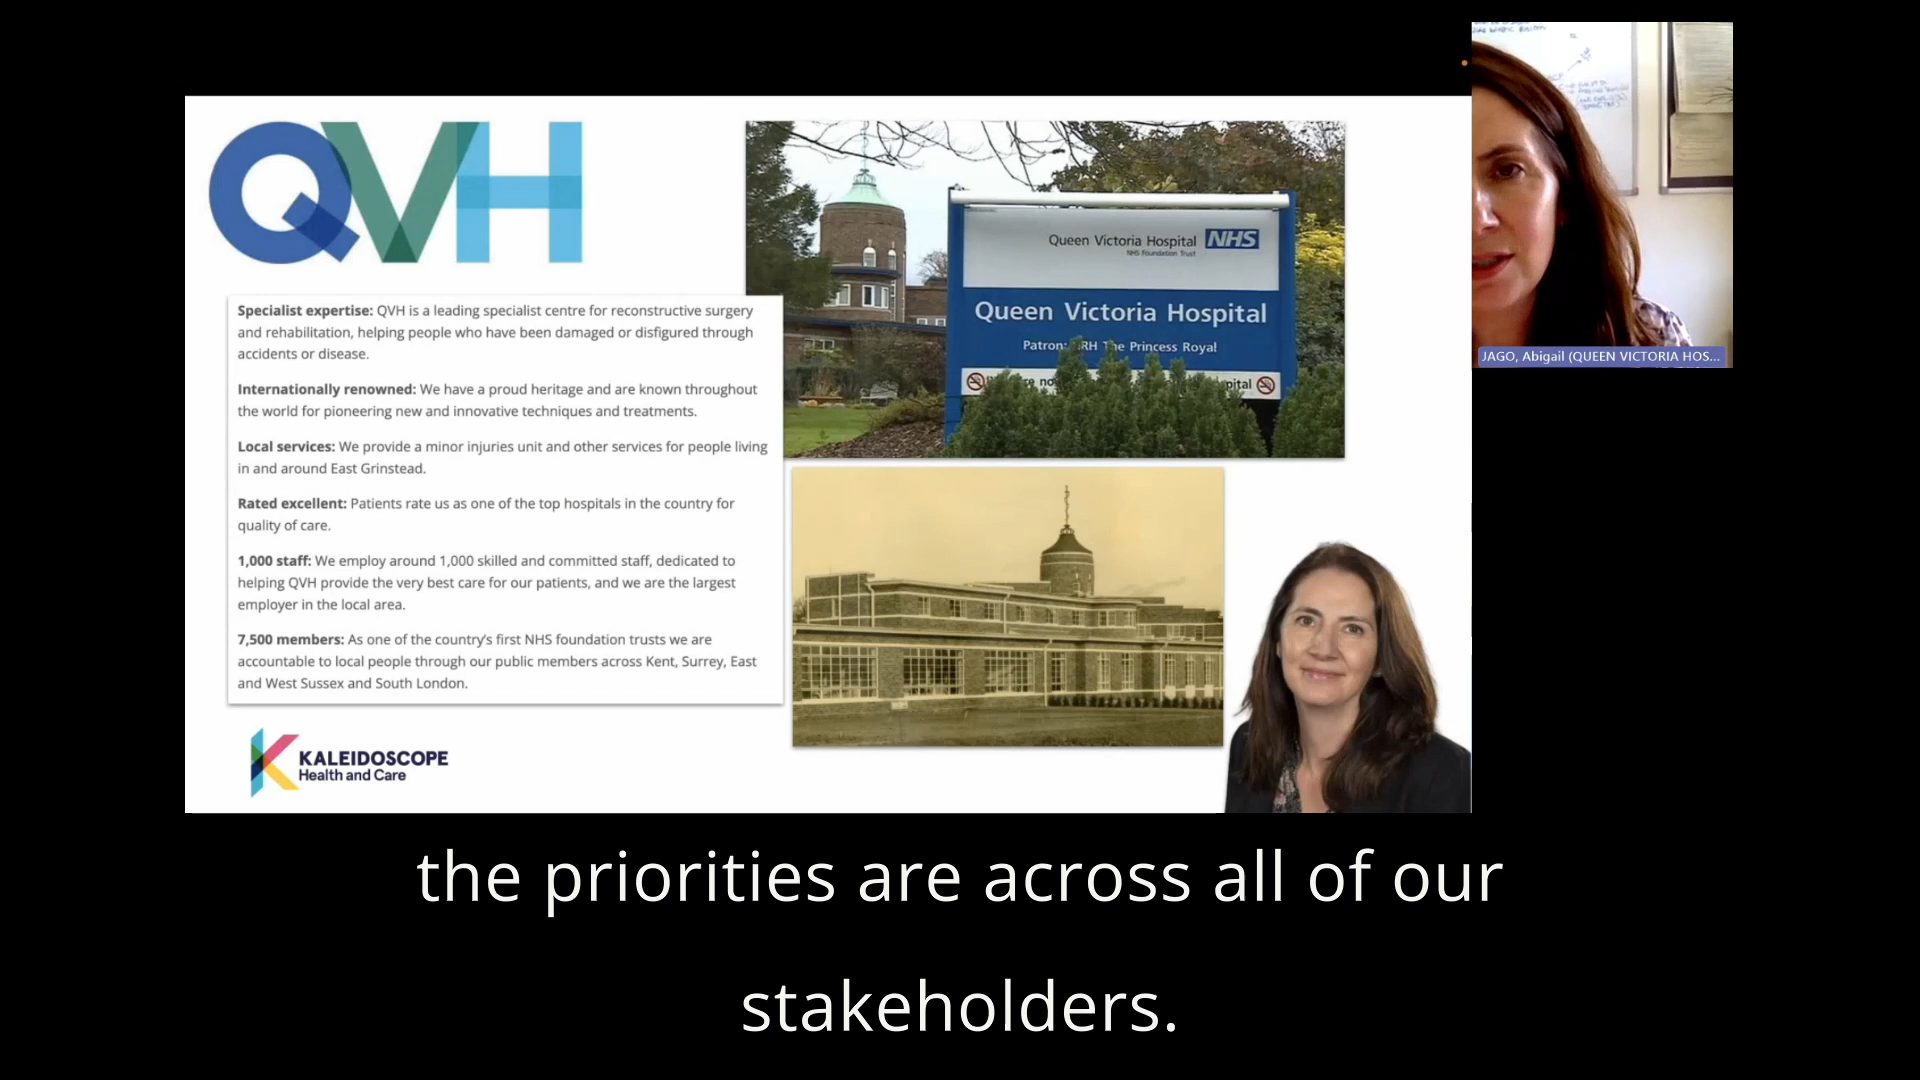 QVH
Queen Victoria Hospital NHS
NHS Foundation Trust
Queen Victoria Hospital
Patron: HRH The Princess Royal
Specialist expertise: QVH is a leading specialist centre for reconstructive surgery
and rehabilitation, helping people who have been damaged or disfigured through
accidents or disease.
Internationally renowned: We have a proud heritage and are known throughout
the world for pioneering new and innovative techniques and treatments.
Local services: We provide a minor injuries unit and other services for people living
in and around East Grinstead.
Rated excellent: Patients rate us as one of the top hospitals in the country for
quality of care.
1,000 staff: We employ around 1,000 skilled and committed staff, dedicated to
helping QVH provide the very best care for our patients, and we are the largest
employer in the local area.
7,500 members: As one of the country's first NHS foundation trusts we are
accountable to local people through our public members across Kent, Surrey, East
and West Sussex and South London.
KALEIDOSCOPE
Health and Care
JAGO, Abigail (QUEEN VICTORIA HOS...
the priorities are across all of our
stakeholders.